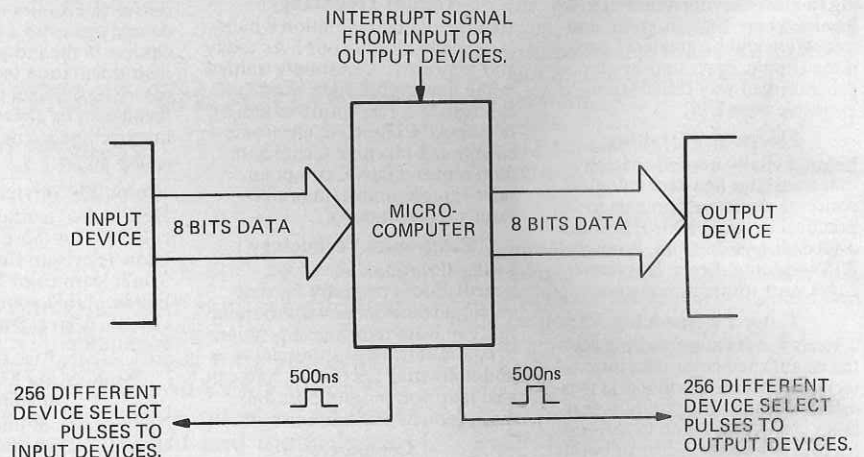 INTERRUPT SIGNAL
FROM INPUT OR
OUTPUT DEVICES.
INPUT
DEVICE
8 BITS DATA
MICRO-
COMPUTER
8 BITS DATA
OUTPUT
DEVICE
500ns
500ns
256 DIFFERENT
DEVICE SELECT
PULSES TO
INPUT DEVICES.
256 DIFFERENT
DEVICE SELECT
PULSES TO
OUTPUT DEVICES.